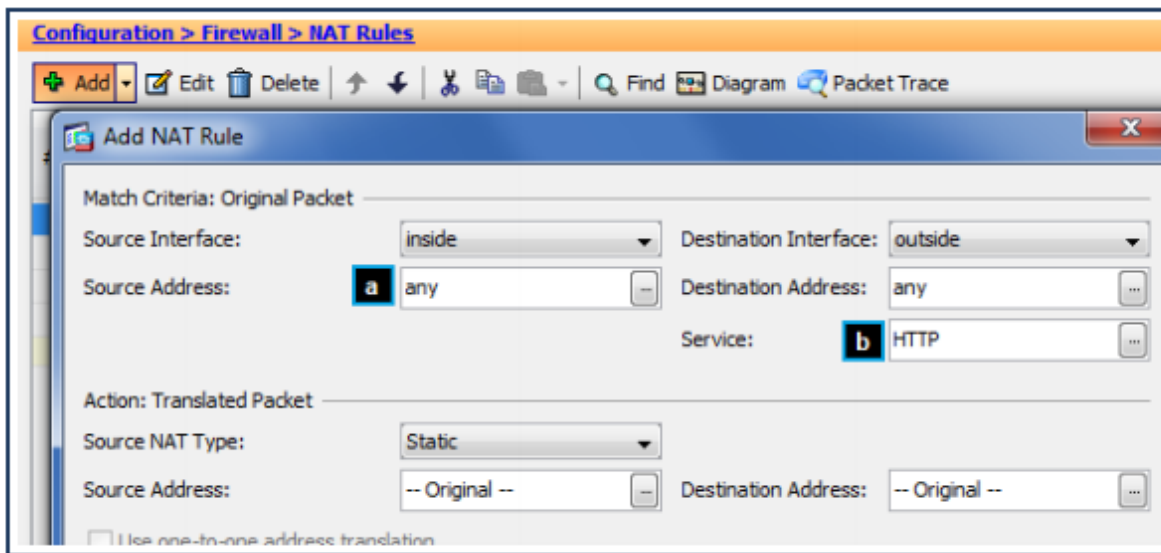 Configuration > Firewall > NAT Rules
Add Edit Delete Find Diagram Packet Trace
Add NAT Rule
Match Criteria: Original Packet
Source Interface: inside Destination Interface: outside
Source Address: a any Destination Address: any
Service: b HTTP
Action: Translated Packet
Source NAT Type: Static
Source Address: -- Original -- Destination Address: -- Original --
Use one-to-one address translation